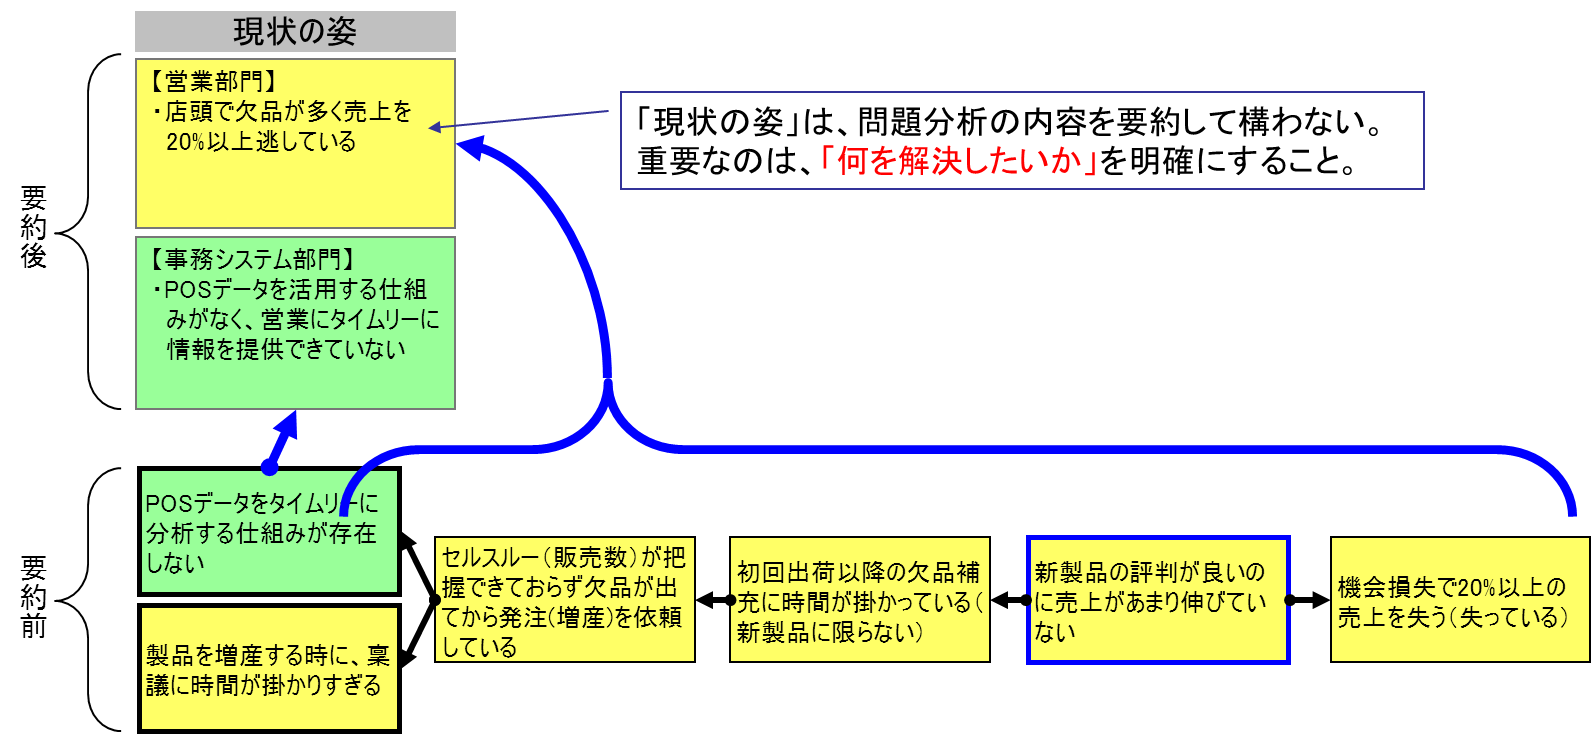 現状の姿
要約後
【営業部門】
・店頭で欠品が多く売上を
20%以上逃している
「現状の姿」は、問題分析の内容を要約して構わない。
重要なのは、「何を解決したいか」を明確にすること。
【事務システム部門】
・POSデータを活用する仕組
みがなく、営業にタイムリーに
情報を提供できていない
要約前
POSデータをタイムリーに
分析する仕組みが存在
しない
製品を増産する時に、稟
議に時間が掛かりすぎる
セルスルー（販売数）が把
握できておらず欠品が出
てから発注(増産)を依頼
している
初回出荷以降の欠品補
充に時間が掛かっている（
新製品に限らない）
新製品の評判が良いの
に売上があまり伸びてい
ない
機会損失で20%以上の
売上を失う（失っている）